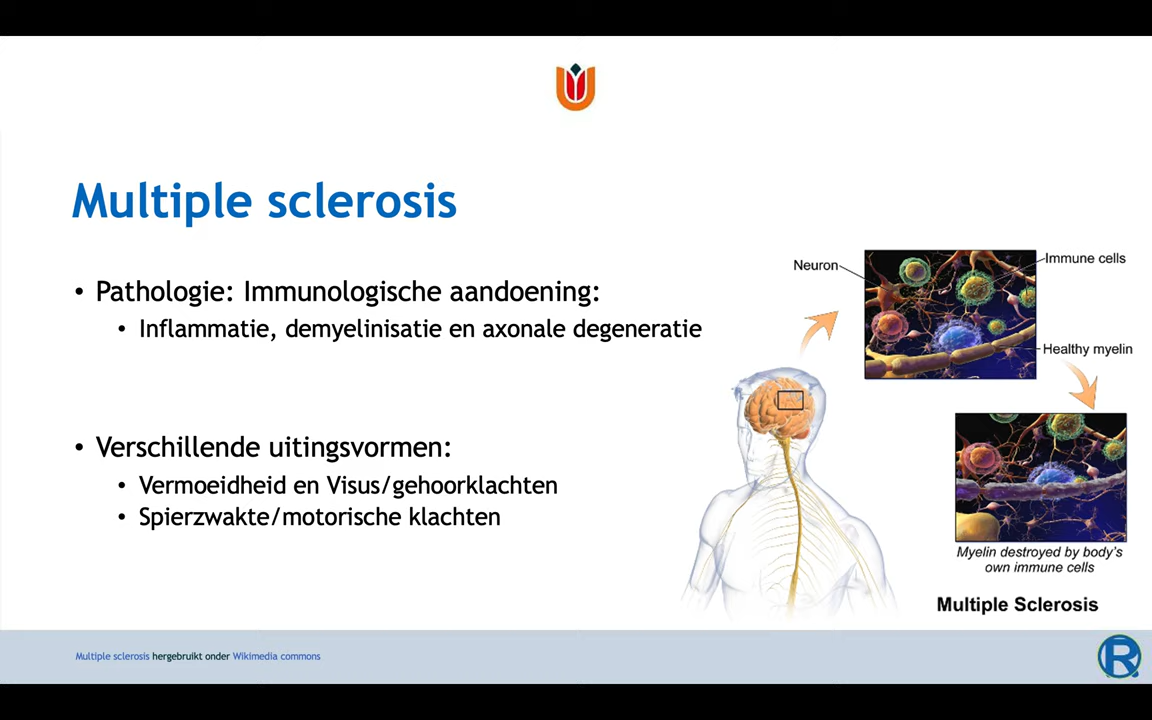 Multiple sclerosis
• Pathologie: Immunologische aandoening:
• Inflammatie, demyelinisatie en axonale degeneratie
• Verschillende uitingsvormen:
• Vermoeidheid en Visus/gehoorklachten
• Spierzwakte/motorische klachten
Neuron
Immune cells
Healthy myelin
Myelin destroyed by body's
own immune cells
Multiple Sclerosis
Multiple sclerosis hergebruikt onder Wikimedia commons
R